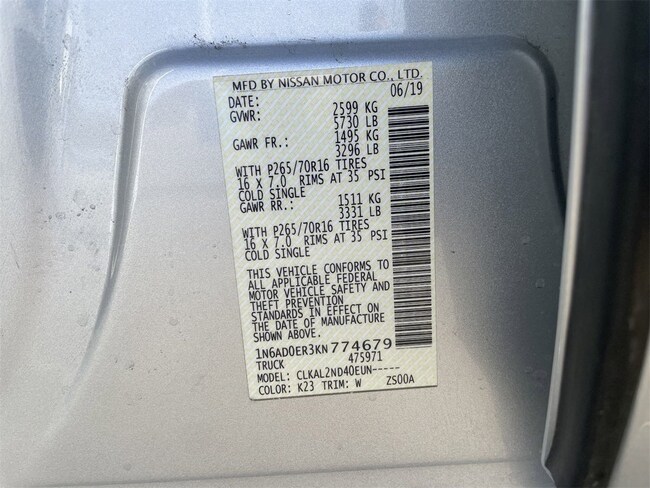 MFD BY NISSAN MOTOR CO., LTD.
DATE: 06/19
GVWR: 2599 KG
5730 LB
GAWR FR.: 1495 KG
3296 LB
WITH P265/70R16 TIRES
16 X 7.0 RIMS AT 35 PSI
COLD SINGLE
GAWR RR.: 1511 KG
3331 LB
WITH P265/70R16 TIRES
16 X 7.0 RIMS AT 35 PSI
COLD SINGLE
THIS VEHICLE CONFORMS TO
ALL APPLICABLE FEDERAL
MOTOR VEHICLE SAFETY AND
THEFT PREVENTION
STANDARDS IN EFFECT ON
THE DATE OF MANUFACTURE
SHOWN ABOVE.
1N6AD0ER3KN774679
TRUCK 475971
MODEL: CLKAL2ND40EUN-----
COLOR: K23 TRIM: W ZS00A